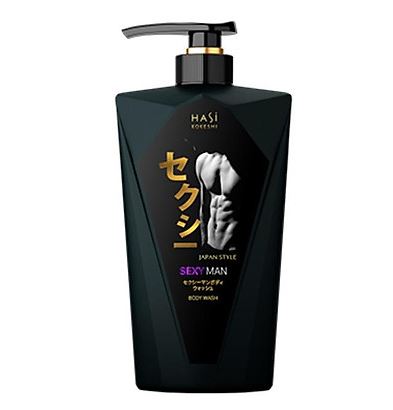 HASi
KOKESHI
セクシー
JAPAN STYLE
SEXY MAN
セクシーマンボディ
ウォッシュ
BODY WASH